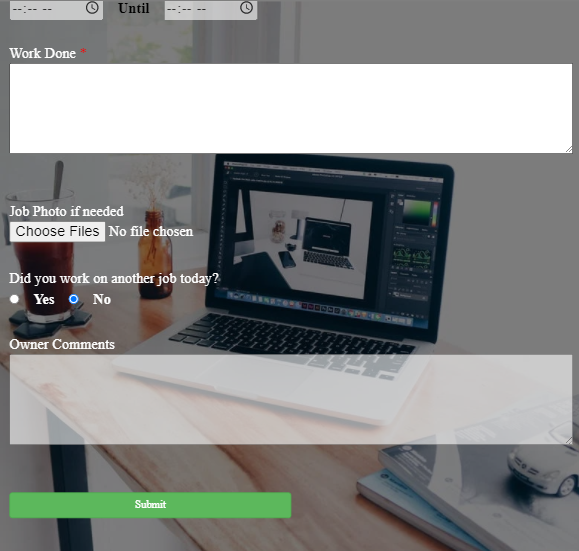 --:-- -- Until --:-- --
Work Done *
Job Photo if needed
Choose Files No file chosen
Did you work on another job today?
Yes No
Owner Comments
Submit